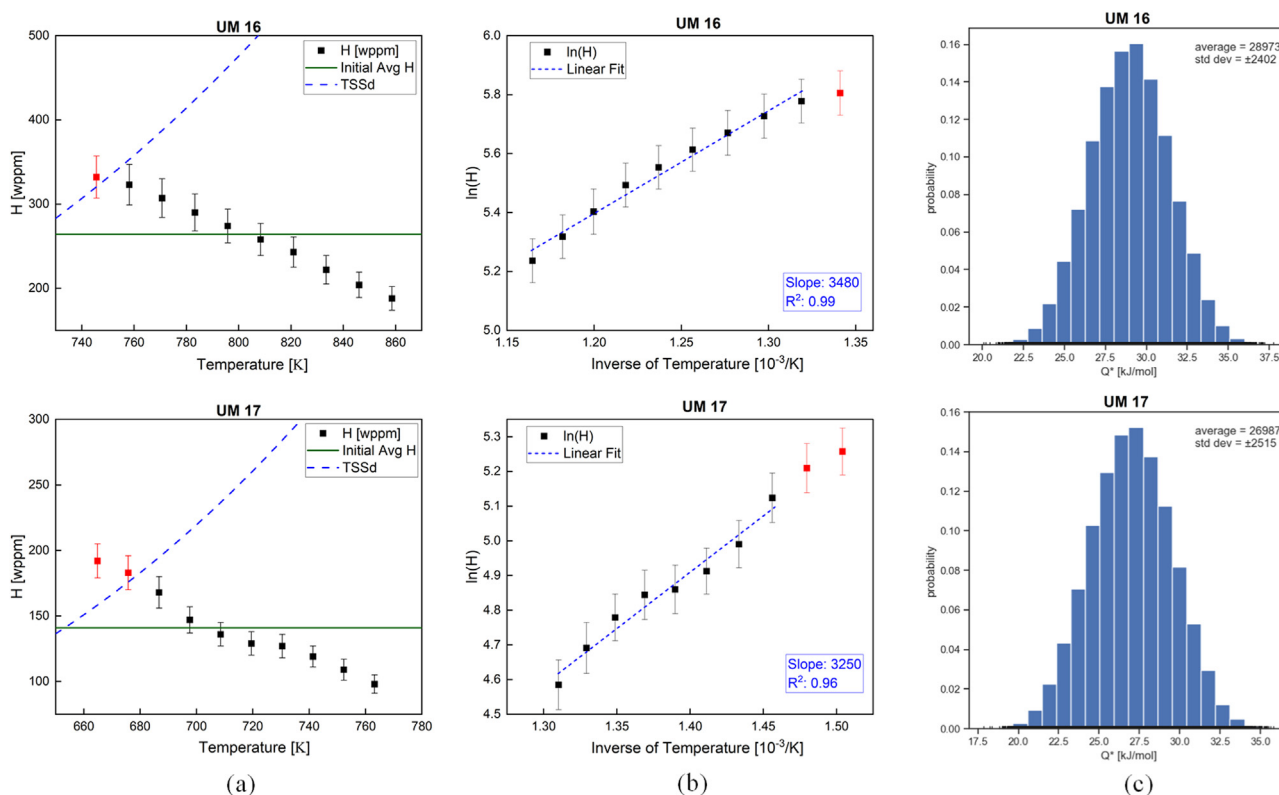 UM 16
500
400
300
200
H [wppm]
H [wppm]
Initial Avg H
TSSd
740 760 780 800 820 840 860
Temperature [K]
UM 16
6.0
5.8
5.6
5.4
5.2
5.0
ln(H)
ln(H)
Linear Fit
Slope: 3480
R²: 0.99
1.15 1.20 1.25 1.30 1.35
Inverse of Temperature [10⁻³/K]
UM 16
0.16
0.14
0.12
0.10
0.08
0.06
0.04
0.02
0.00
probability
average = 28973
std dev = ±2402
20.0 22.5 25.0 27.5 30.0 32.5 35.0 37.5
Q* [kJ/mol]
UM 17
300
250
200
150
100
H [wppm]
H [wppm]
Initial Avg H
TSSd
660 680 700 720 740 760 780
Temperature [K]
UM 17
5.3
5.2
5.1
5.0
4.9
4.8
4.7
4.6
4.5
ln(H)
ln(H)
Linear Fit
Slope: 3250
R²: 0.96
1.30 1.35 1.40 1.45 1.50
Inverse of Temperature [10⁻³/K]
UM 17
0.16
0.14
0.12
0.10
0.08
0.06
0.04
0.02
0.00
probability
average = 26987
std dev = ±2515
17.5 20.0 22.5 25.0 27.5 30.0 32.5 35.0
Q* [kJ/mol]
(a)
(b)
(c)